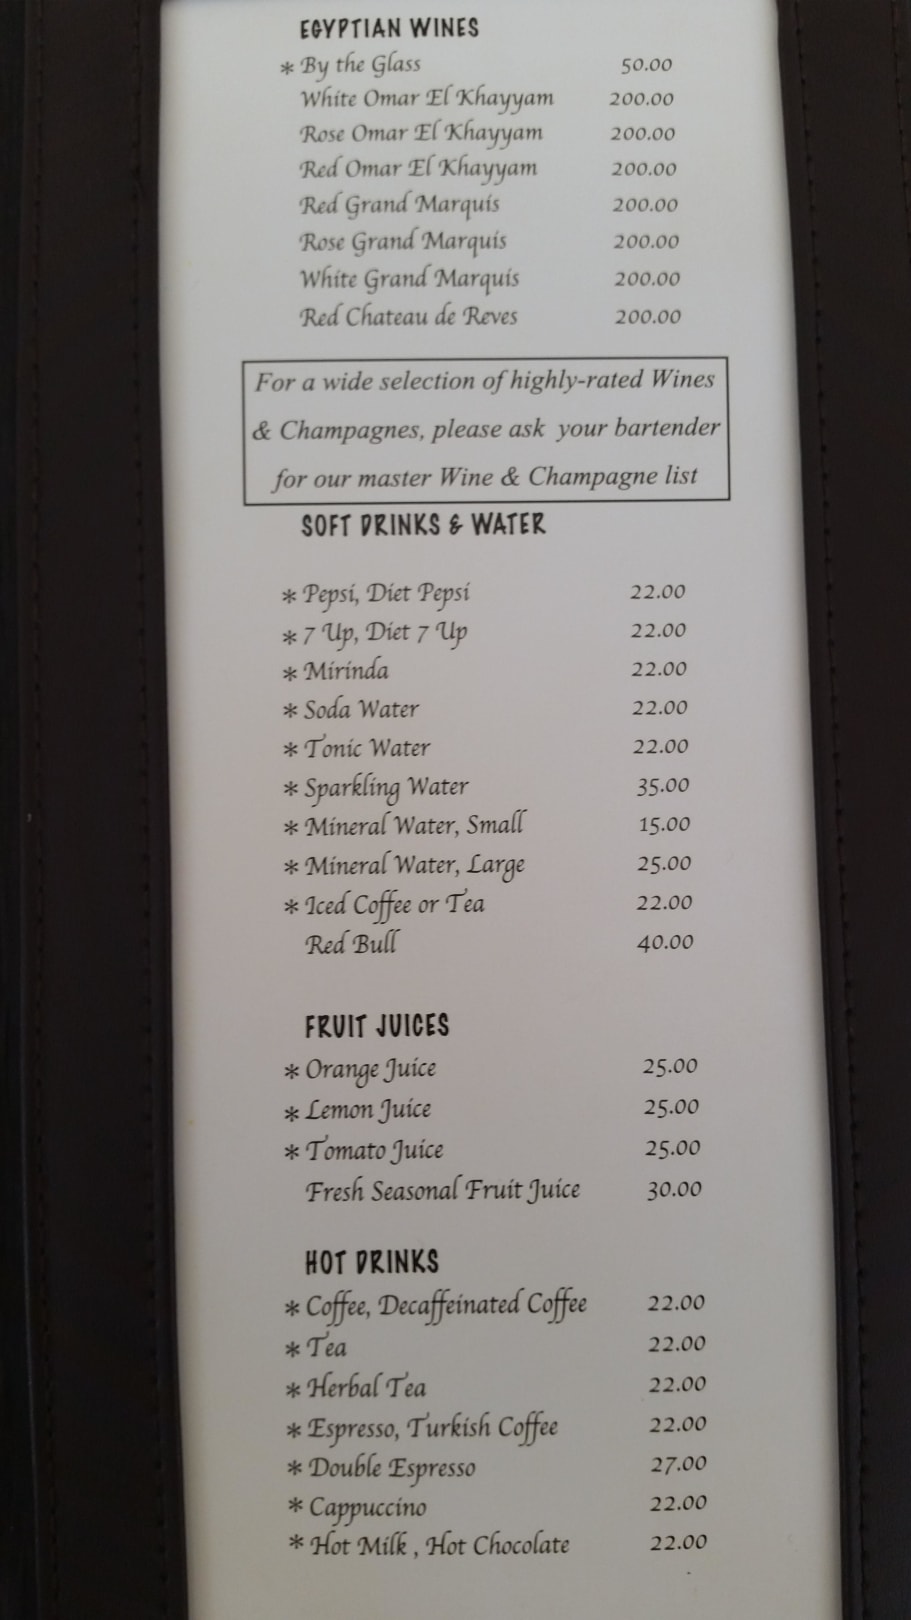 EGYPTIAN WINES
* By the Glass 50.00
White Omar El Khayyam 200.00
Rose Omar El Khayyam 200.00
Red Omar El Khayyam 200.00
Red Grand Marquis 200.00
Rose Grand Marquis 200.00
White Grand Marquis 200.00
Red Chateau de Reves 200.00
For a wide selection of highly-rated Wines
& Champagnes, please ask your bartender
for our master Wine & Champagne list
SOFT DRINKS & WATER
* Pepsi, Diet Pepsi 22.00
* 7 Up, Diet 7 Up 22.00
* Mirinda 22.00
* Soda Water 22.00
* Tonic Water 22.00
* Sparkling Water 35.00
* Mineral Water, Small 15.00
* Mineral Water, Large 25.00
* Iced Coffee or Tea 22.00
Red Bull 40.00
FRUIT JUICES
* Orange Juice 25.00
* Lemon Juice 25.00
* Tomato Juice 25.00
Fresh Seasonal Fruit Juice 30.00
HOT DRINKS
* Coffee, Decaffeinated Coffee 22.00
* Tea 22.00
* Herbal Tea 22.00
* Espresso, Turkish Coffee 22.00
* Double Espresso 27.00
* Cappuccino 22.00
* Hot Milk , Hot Chocolate 22.00